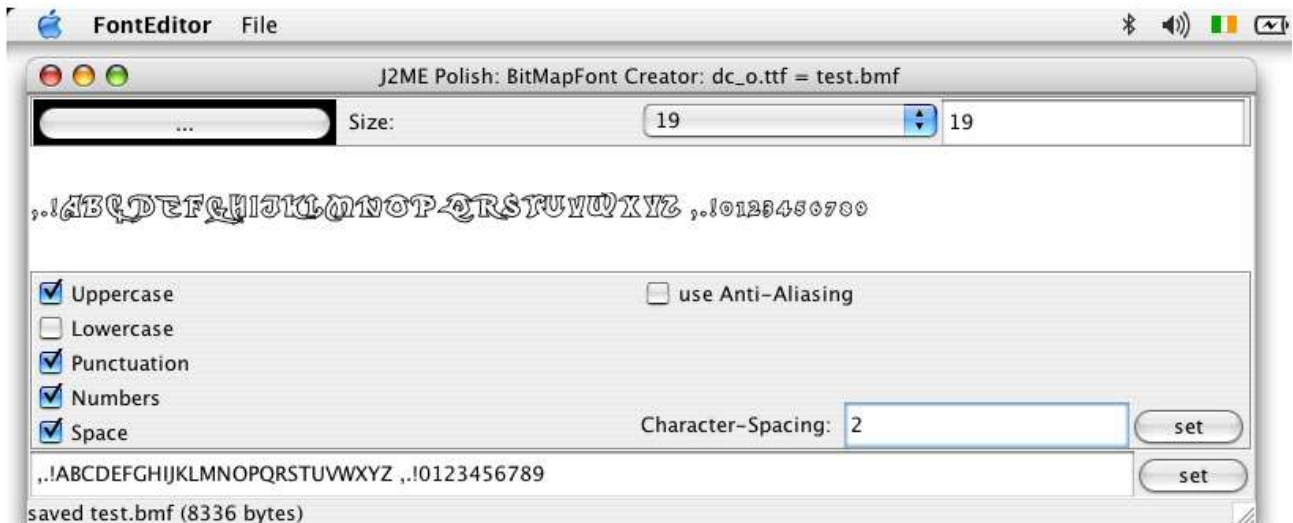 FontEditor File
J2ME Polish: BitMapFont Creator: dc_o.ttf = test.bmf
... Size: 19 19
,.!ABCDEFGHIJKLMNOPQRSTUVWXYZ ,.!0123456789
Uppercase use Anti-Aliasing
Lowercase
Punctuation
Numbers
Space Character-Spacing: 2 set
,.!ABCDEFGHIJKLMNOPQRSTUVWXYZ ,.!0123456789 set
saved test.bmf (8336 bytes)